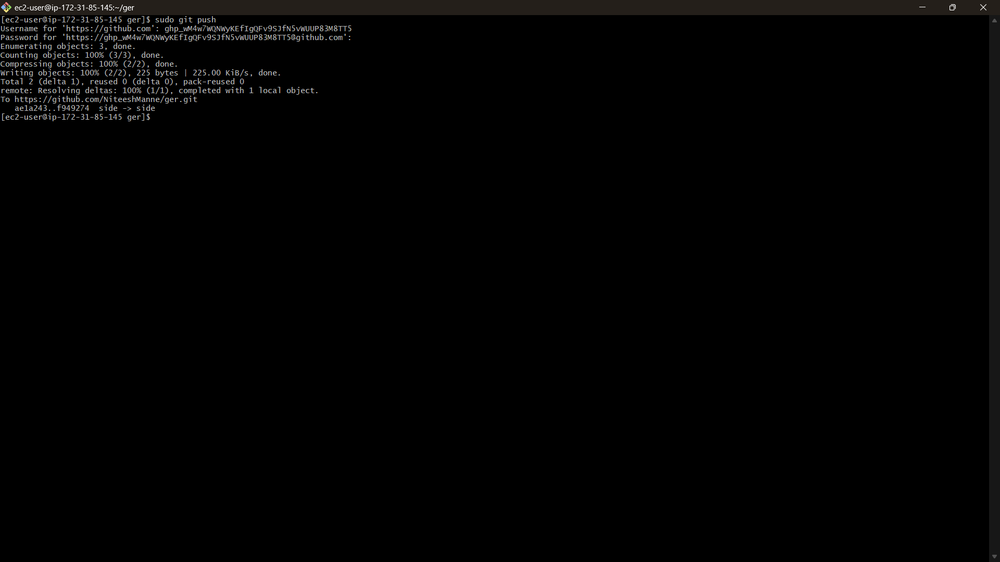 ec2-user@ip-172-31-85-145:~/ger
[ec2-user@ip-172-31-85-145 ger]$ sudo git push
Username for 'https://github.com': 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
Password for 'https://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@github.com':
Enumerating objects: 3, done.
Counting objects: 100% (3/3), done.
Compressing objects: 100% (2/2), done.
Writing objects: 100% (2/2), 225 bytes | 225.00 KiB/s, done.
Total 2 (delta 1), reused 0 (delta 0), pack-reused 0
remote: Resolving deltas: 100% (1/1), completed with 1 local object.
To https://github.com/NiteeshManne/ger.git
   ae1a243..f949274  side -> side
[ec2-user@ip-172-31-85-145 ger]$